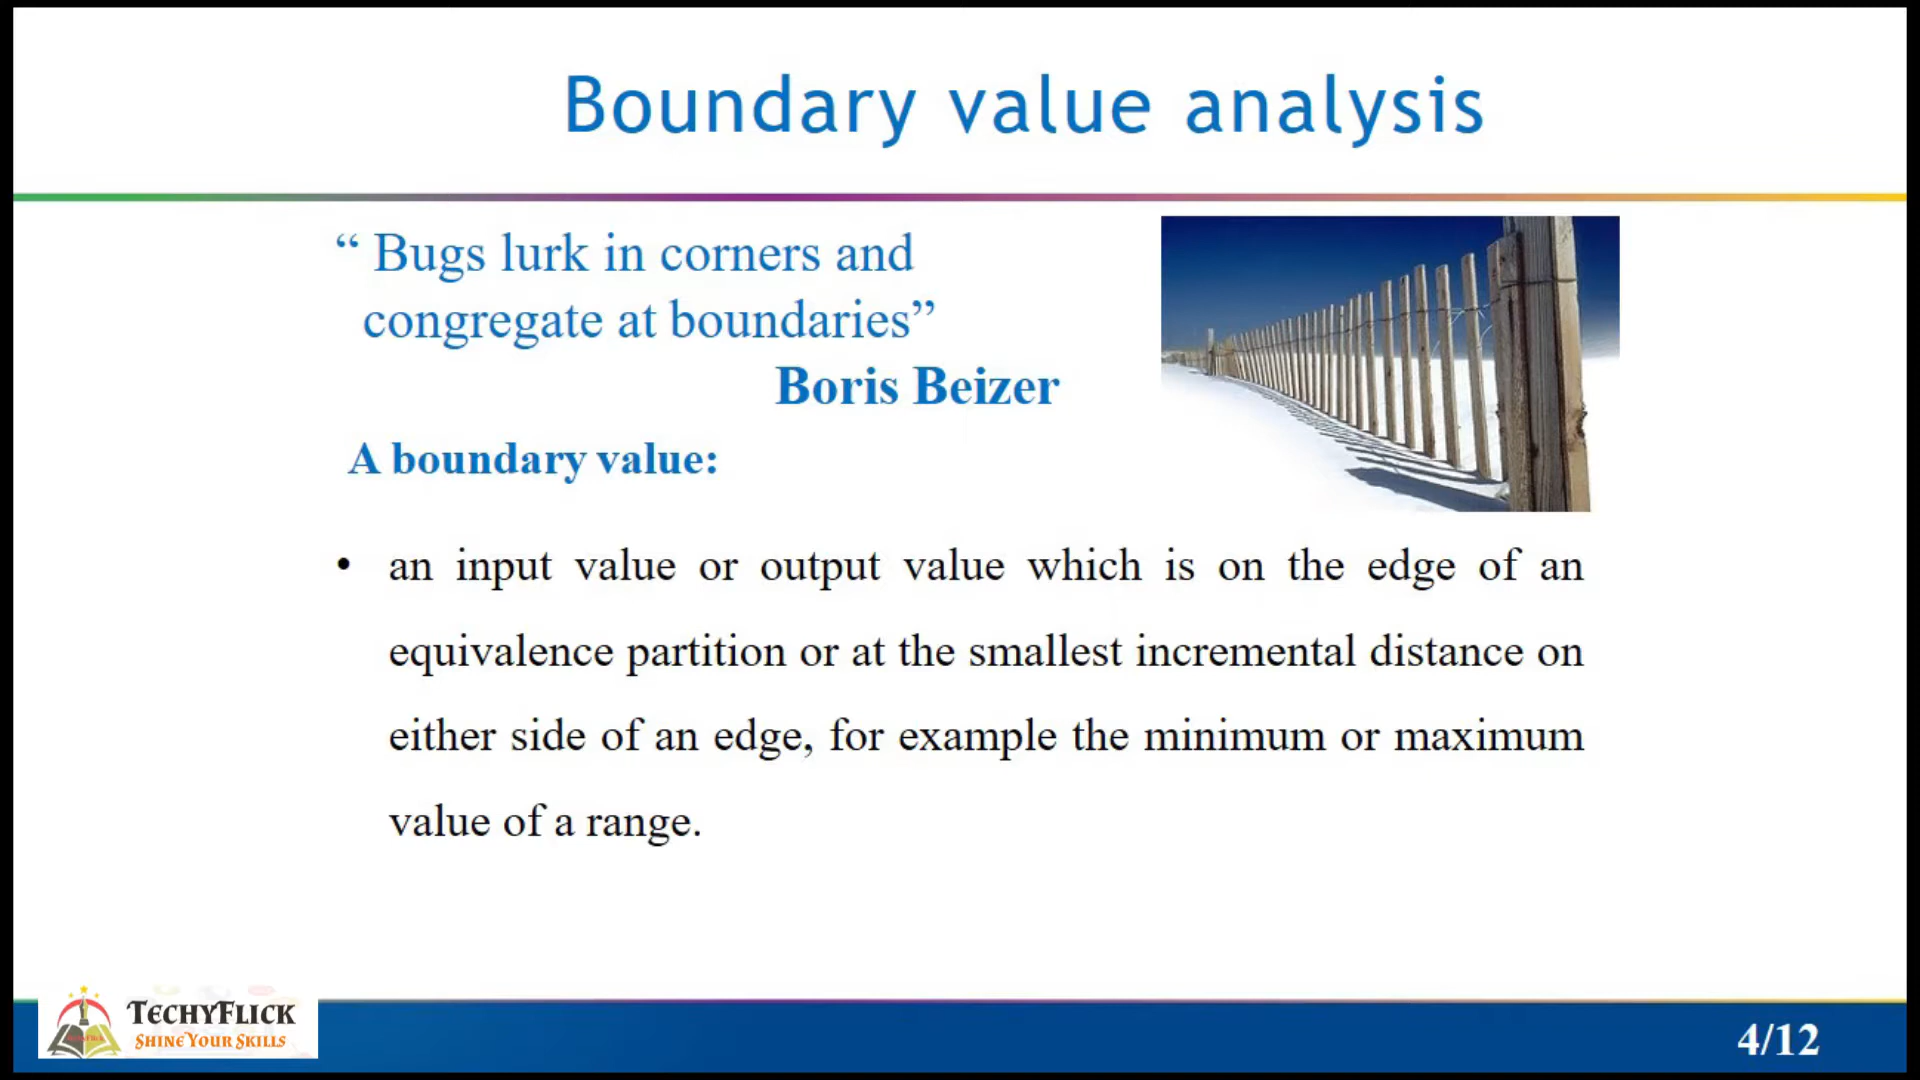 Boundary value analysis
“ Bugs lurk in corners and
congregate at boundaries”
Boris Beizer
A boundary value:
• an input value or output value which is on the edge of an
equivalence partition or at the smallest incremental distance on
either side of an edge, for example the minimum or maximum
value of a range.
TECHYFLICK
SHINE YOUR SKILLS
4/12